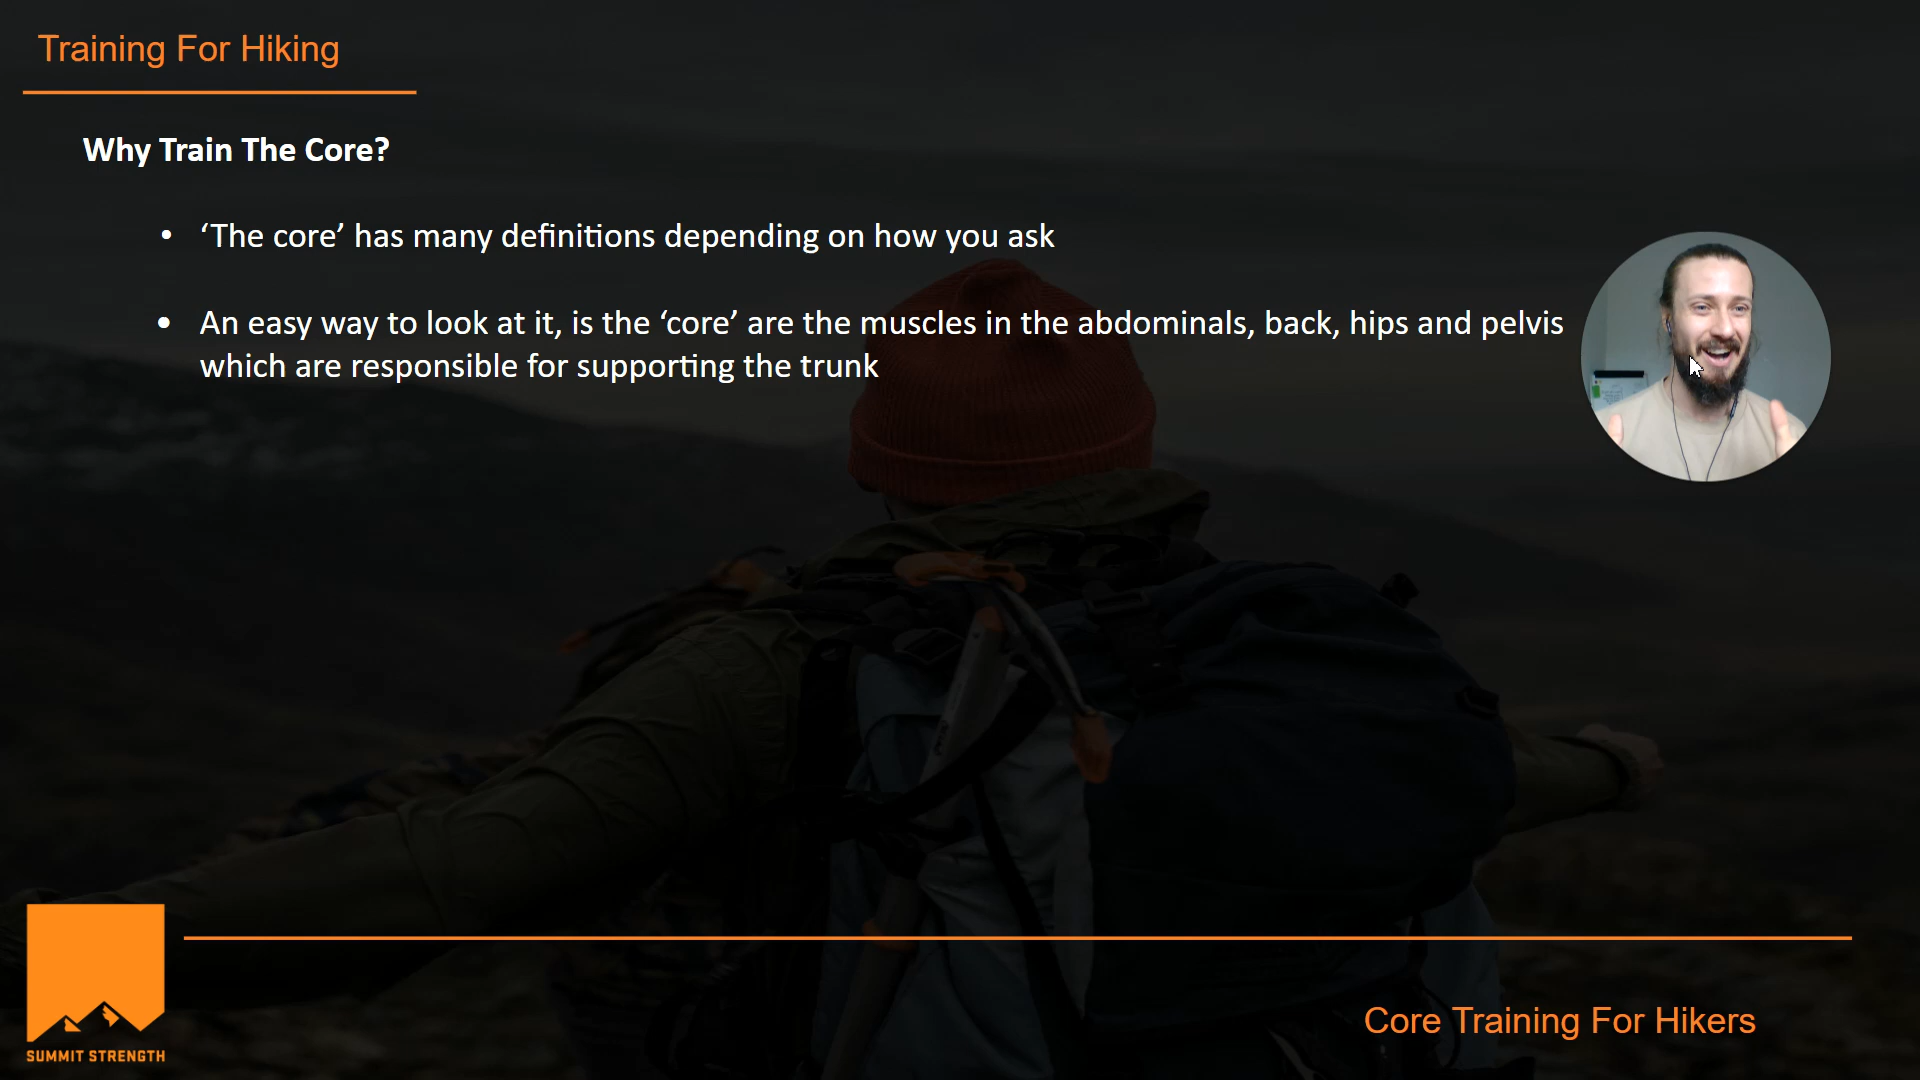 Training For Hiking
Why Train The Core?
• ‘The core’ has many definitions depending on how you ask
• An easy way to look at it, is the ‘core’ are the muscles in the abdominals, back, hips and pelvis
which are responsible for supporting the trunk
SUMMIT STRENGTH
Core Training For Hikers